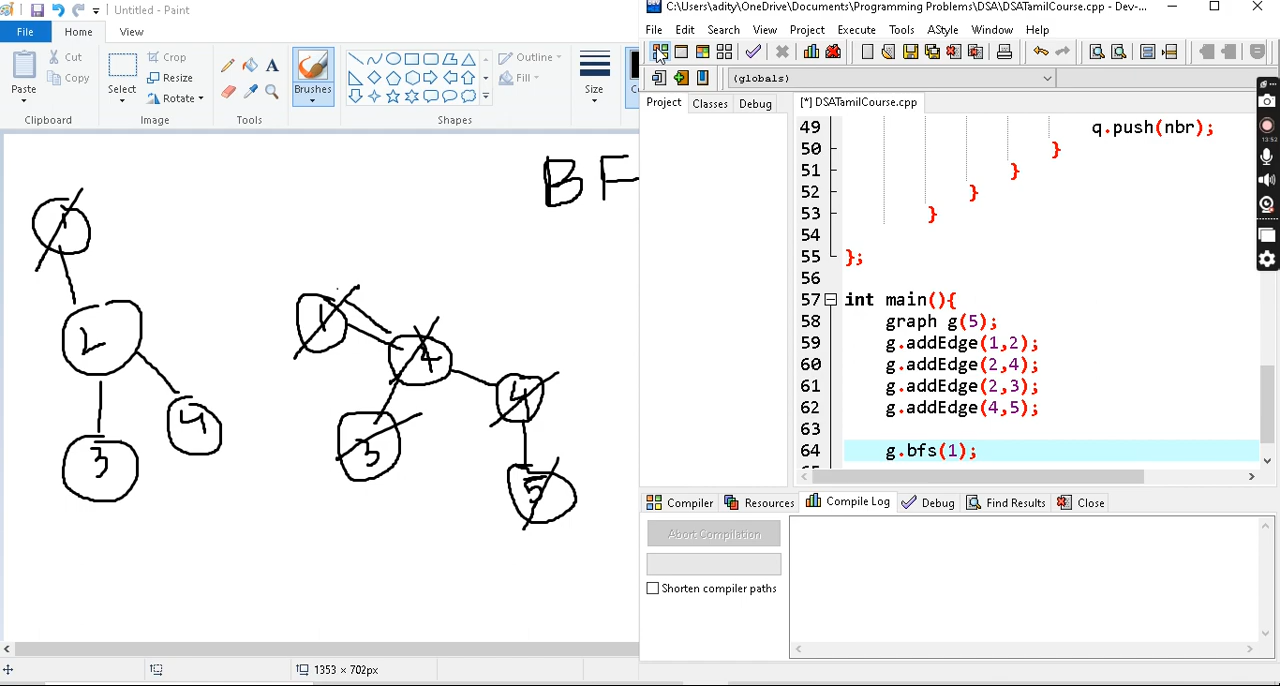 Untitled - Paint
File
Home
View
Paste
Cut
Copy
Clipboard
Select
Crop
Resize
Rotate
Image
Tools
Brushes
Outline
Fill
Shapes
Size
BF
1
2
3
4
1
3
4
5
1353 × 702px
C:\Users\adity\OneDrive\Documents\Programming Problems\DSA\DSATamilCourse.cpp - Dev-...
File Edit Search View Project Execute Tools AStyle Window Help
(globals)
Project Classes Debug
[*] DSATamilCourse.cpp
49 q.push(nbr);
50 }
51 }
52 }
53 }
54
55 };
56
57 int main(){
58 graph g(5);
59 g.addEdge(1,2);
60 g.addEdge(2,4);
61 g.addEdge(2,3);
62 g.addEdge(4,5);
63
64 g.bfs(1);
Compiler Resources Compile Log Debug Find Results Close
Abort Compilation
Shorten compiler paths
13:52